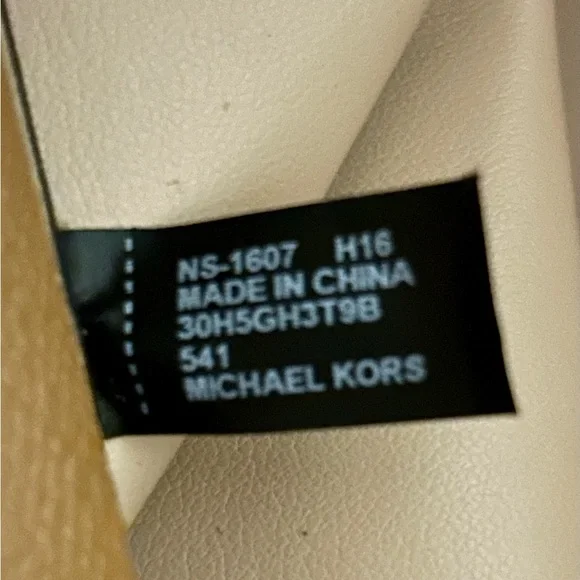 NS-1607 H16
MADE IN CHINA
30H5GH3T9B
541
MICHAEL KORS